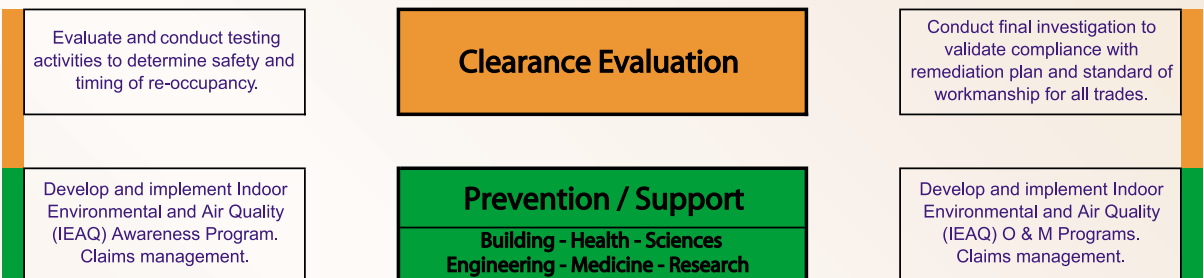 Evaluate and conduct testing
activities to determine safety and
timing of re-occupancy.
Clearance Evaluation
Conduct final investigation to
validate compliance with
remediation plan and standard of
workmanship for all trades.
Develop and implement Indoor
Environmental and Air Quality
(IEAQ) Awareness Program.
Claims management.
Prevention / Support
Building - Health - Sciences
Engineering - Medicine - Research
Develop and implement Indoor
Environmental and Air Quality
(IEAQ) O & M Programs.
Claims management.